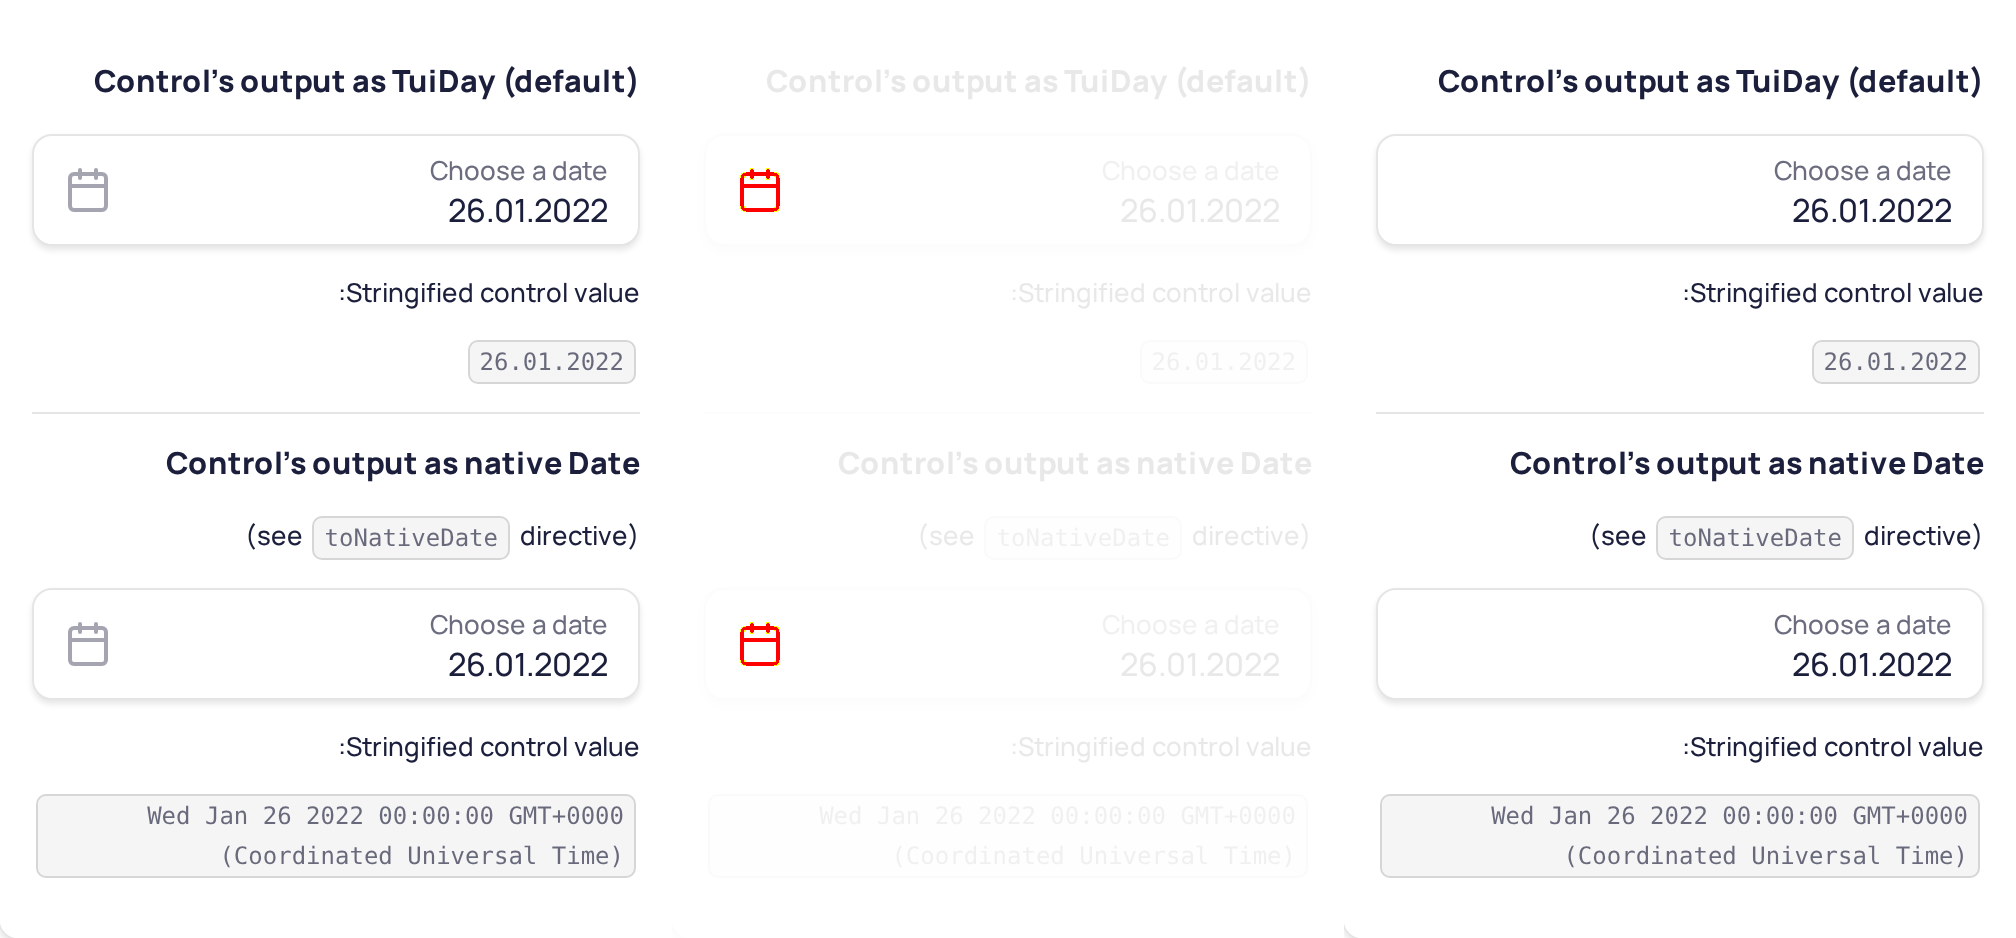 Control's output as TuiDay (default)
Choose a date
26.01.2022
:Stringified control value
26.01.2022
Control's output as native Date
(see toNativeDate directive)
Choose a date
26.01.2022
:Stringified control value
Wed Jan 26 2022 00:00:00 GMT+0000
(Coordinated Universal Time)
Control's output as TuiDay (default)
Choose a date
26.01.2022
:Stringified control value
26.01.2022
Control's output as native Date
(see toNativeDate directive)
Choose a date
26.01.2022
:Stringified control value
Wed Jan 26 2022 00:00:00 GMT+0000
(Coordinated Universal Time)
Control's output as TuiDay (default)
Choose a date
26.01.2022
:Stringified control value
26.01.2022
Control's output as native Date
(see toNativeDate directive)
Choose a date
26.01.2022
:Stringified control value
Wed Jan 26 2022 00:00:00 GMT+0000
(Coordinated Universal Time)